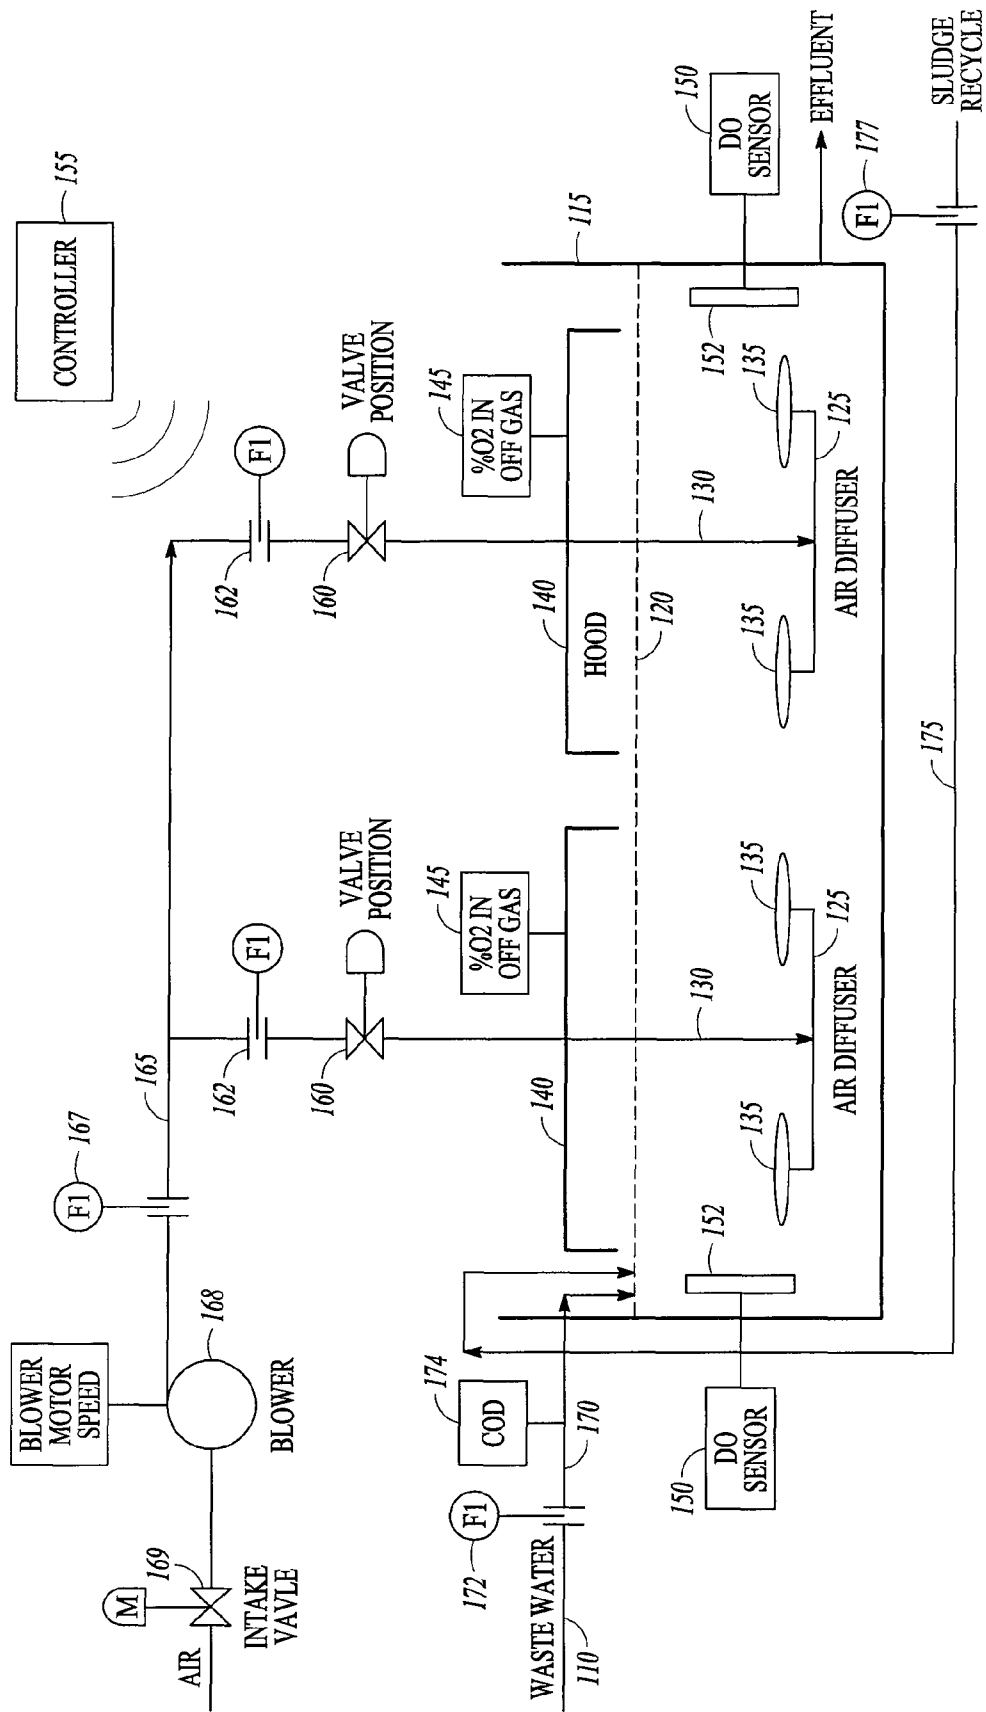 CONTROLLER
155
BLOWER
MOTOR
SPEED
F1
167
165
168
BLOWER
M
169
AIR
INTAKE
VAVLE
F1
162
160
VALVE
POSITION
F1
162
160
VALVE
POSITION
%O2 IN
OFF GAS
145
%O2 IN
OFF GAS
145
140
140
HOOD
120
115
COD
174
170
F1
172
WASTE WATER
110
130
130
152
152
DO
SENSOR
150
DO
SENSOR
150
135
135
125
AIR DIFFUSER
135
135
125
AIR DIFFUSER
EFFLUENT
F1
177
175
SLUDGE
RECYCLE